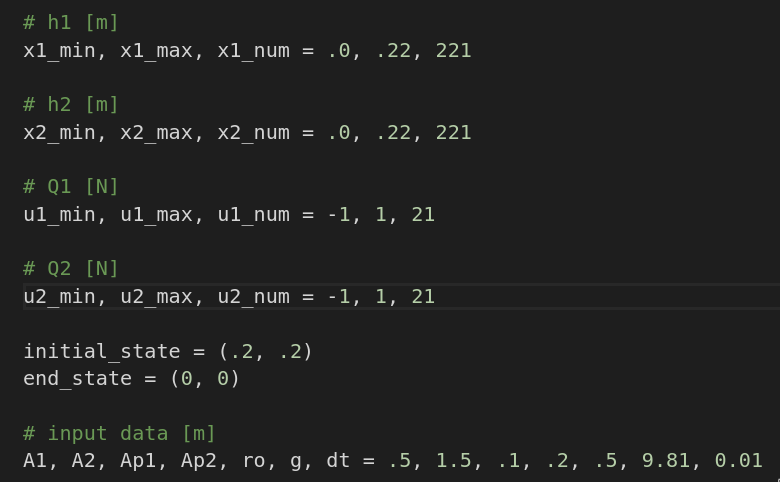 # h1 [m]
x1_min, x1_max, x1_num = .0, .22, 221
# h2 [m]
x2_min, x2_max, x2_num = .0, .22, 221
# Q1 [N]
u1_min, u1_max, u1_num = -1, 1, 21
# Q2 [N]
u2_min, u2_max, u2_num = -1, 1, 21
initial_state = (.2, .2)
end_state = (0, 0)
# input data [m]
A1, A2, Ap1, Ap2, ro, g, dt = .5, 1.5, .1, .2, .5, 9.81, 0.01